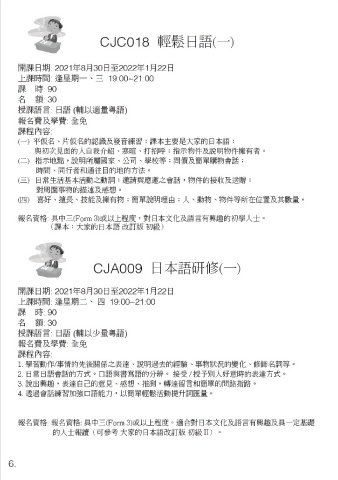 CJC018 輕鬆日語(一)
開課日期: 2021年8月30日至2022年1月22日
上課時間: 逢星期一、三 19:00~21:00
課 時: 90
名 額: 30
授課語言: 日語 (輔以適量粵語)
報名費及學費: 全免
課程內容:
(一) 平假名、片假名的認識及發音練習;課本主要是大家的日本語;
與初次見面的人自我介紹、寒暄、打招呼;指示物件及說明物件擁有者。
(二) 指示地點,說明所屬國家、公司、學校等;問價及簡單購物會話;
時間、同行者和通往目的地的方法。
(三) 日常生活基本活動之動詞;邀請與應邀之會話,物件的接收及送贈;
對周圍事物的描述及感想。
(四) 喜好、擅長、技能及擁有物;簡單說明理由;人、動物、物件等所在位置及其數量。
報名資格: 具中三(Form 3)或以上程度,對日本文化及語言有興趣的初學人士。
(課本:大家的日本語 改訂版 初級)
CJA009 日本語研修(一)
開課日期: 2021年8月30日至2022年1月22日
上課時間: 逢星期二、四 19:00~21:00
課 時: 90
名 額: 30
授課語言: 日語 (輔以少量粵語)
報名費及學費: 全免
課程內容:
1. 學習動作/事情的先後關係之表達、說明過去的經驗、事物狀況的變化、修飾名詞等。
2. 日常日語會話的方式。口語與書寫語的分辨。 接受 / 授予別人好意時的表達方式。
3. 說出興趣,表達自己的意見、感想、推測,轉達留言和簡單的問路指路。
4. 透過會話練習加強口語能力,以簡單輕鬆活動提升詞匯量。
報名資格: 報名資格: 具中三(Form 3)或以上程度。適合對日本文化及語言有興趣及具一定基礎
的人士報讀(可參考 大家的日本語改訂版 初級Ⅱ)。
6.